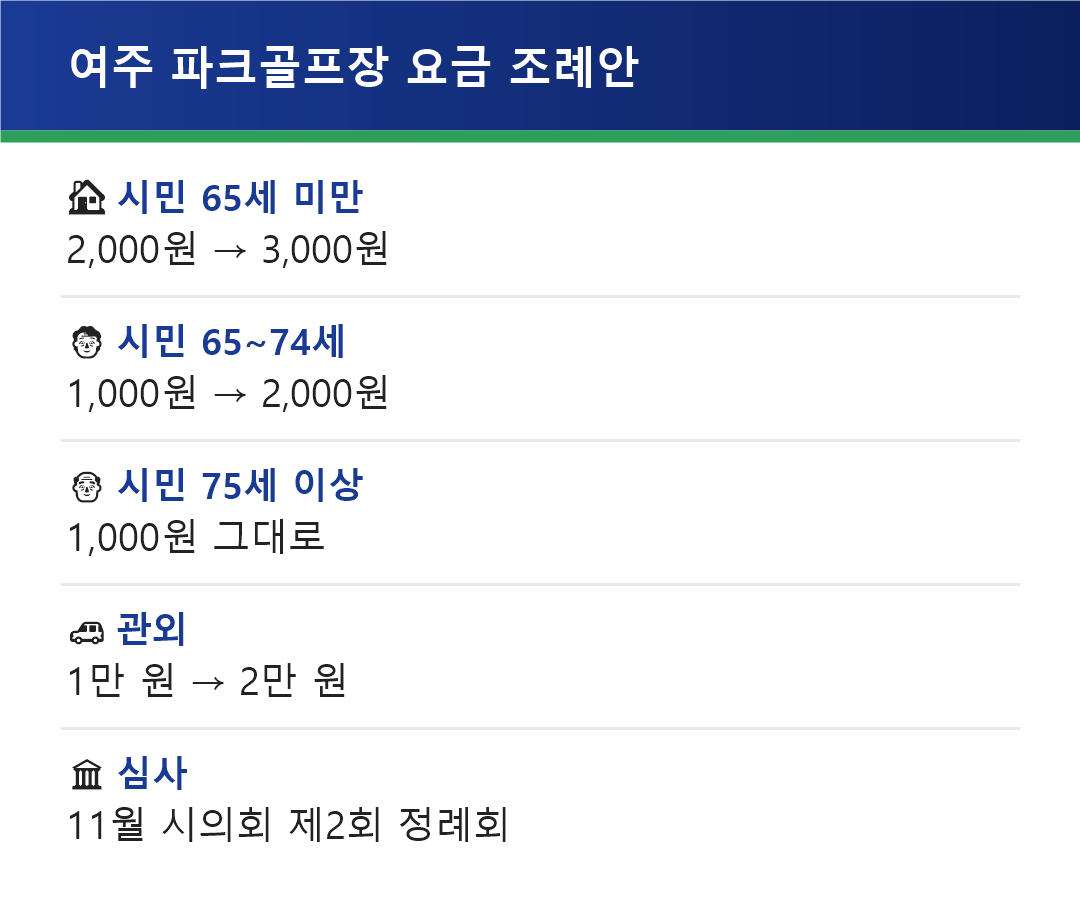 여주 파크골프장 요금 조례안
시민 65세 미만
2,000원 → 3,000원
시민 65~74세
1,000원 → 2,000원
시민 75세 이상
1,000원 그대로
관외
1만 원 → 2만 원
심사
11월 시의회 제2회 정례회